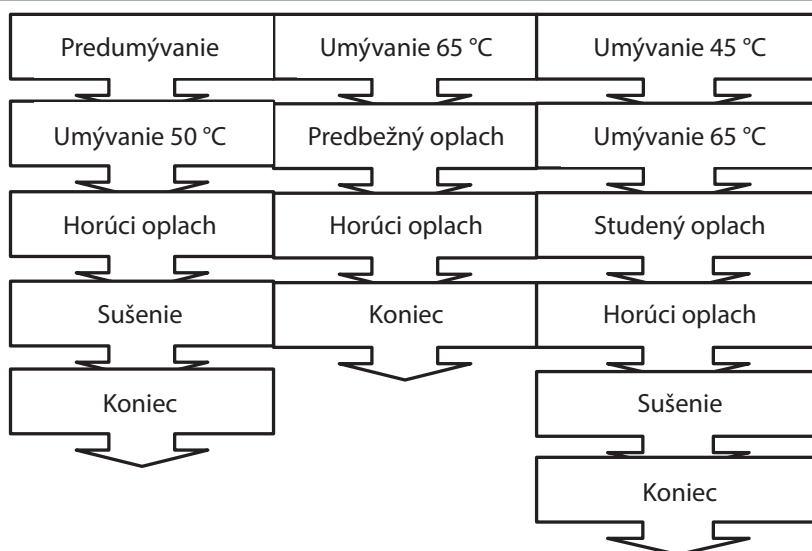 Predumývanie
Umývanie 50 °C
Horúci oplach
Sušenie
Koniec
Umývanie 65 °C
Predbežný oplach
Horúci oplach
Koniec
Umývanie 45 °C
Umývanie 65 °C
Studený oplach
Horúci oplach
Sušenie
Koniec